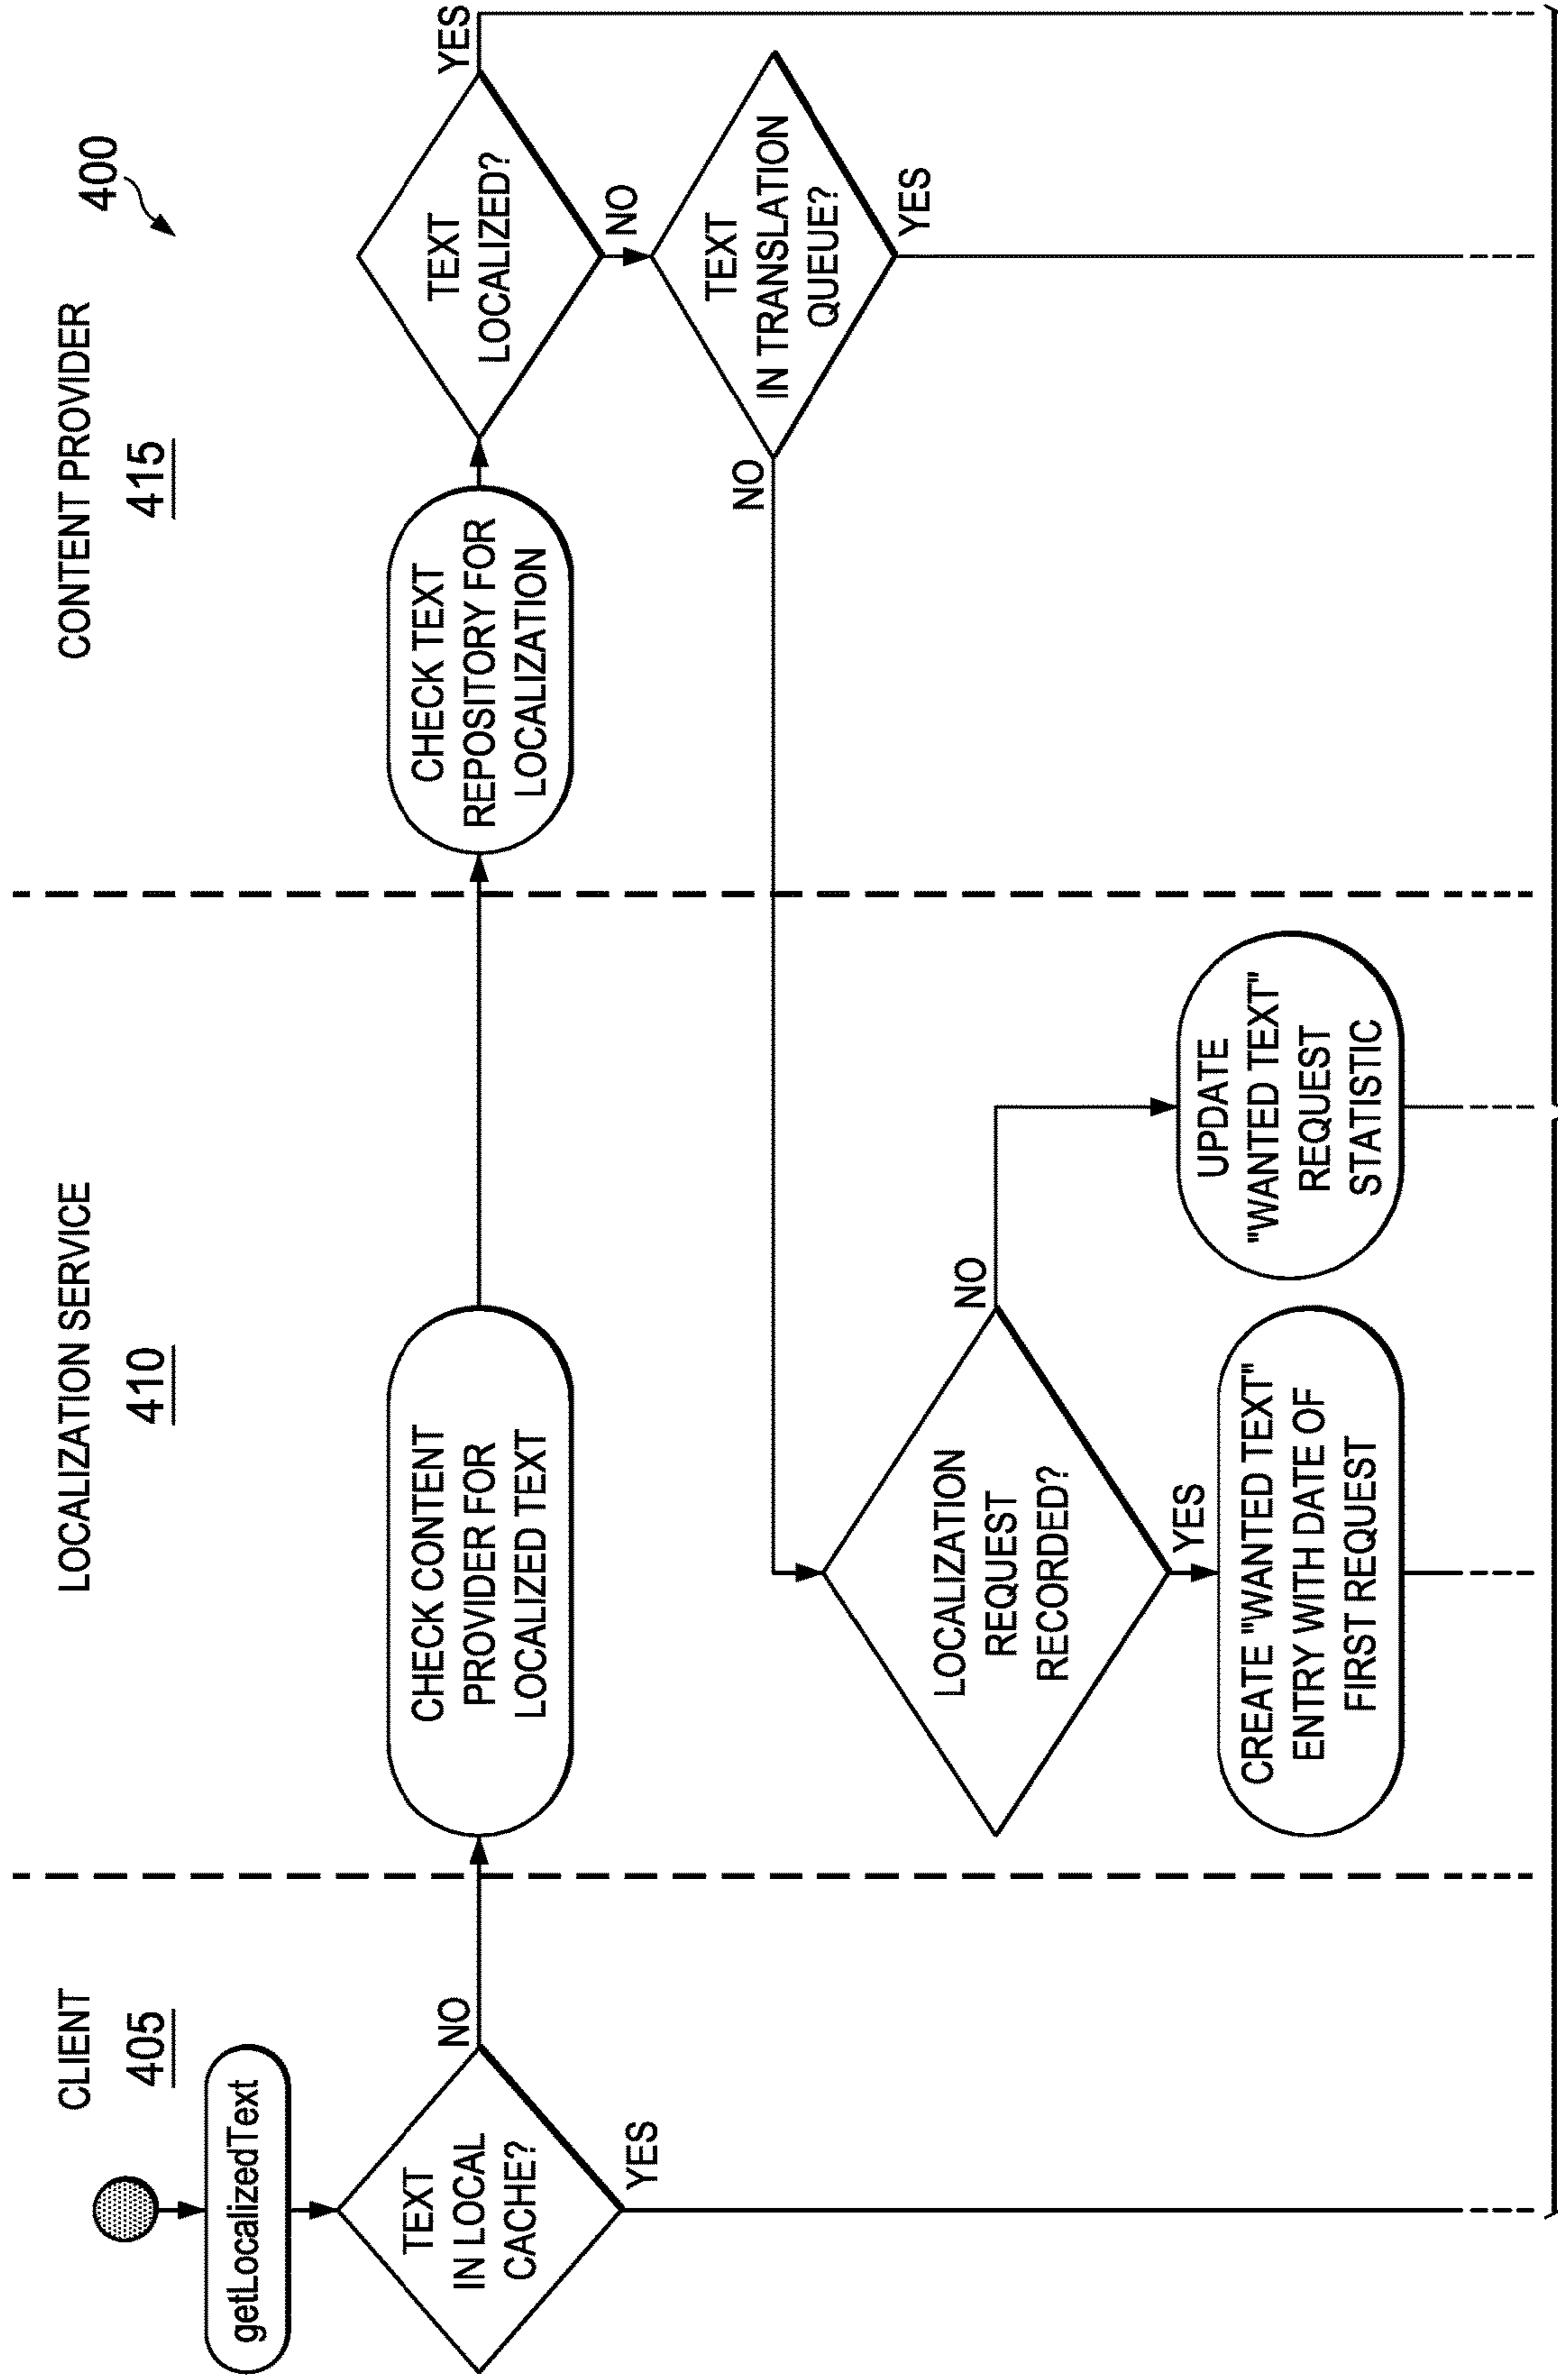 400
CLIENT
405
LOCALIZATION SERVICE
410
CONTENT PROVIDER
415
getLocalizedText
TEXT
IN LOCAL
CACHE?
NO
YES
CHECK CONTENT
PROVIDER FOR
LOCALIZED TEXT
CHECK TEXT
REPOSITORY FOR
LOCALIZATION
TEXT
LOCALIZED?
YES
NO
TEXT
IN TRANSLATION
QUEUE?
NO
YES
LOCALIZATION
REQUEST
RECORDED?
NO
YES
UPDATE
"WANTED TEXT"
REQUEST
STATISTIC
CREATE "WANTED TEXT"
ENTRY WITH DATE OF
FIRST REQUEST